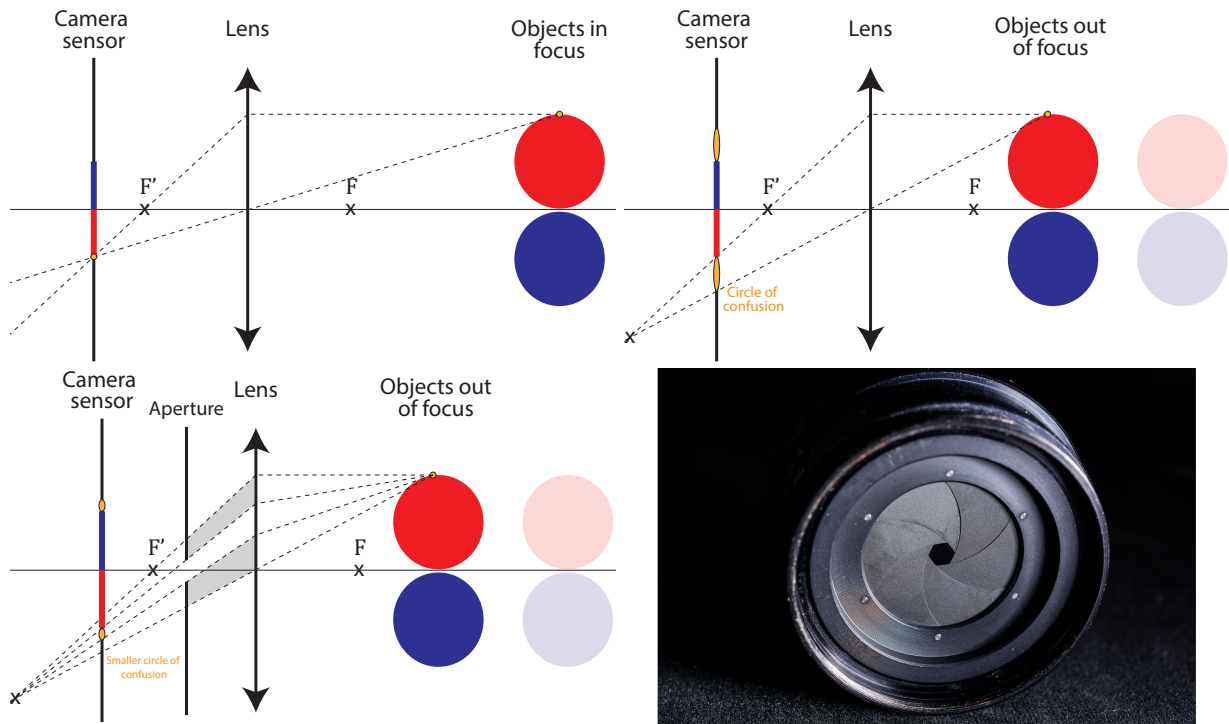 Camera
sensor
Lens
Objects in
focus
F'
x
F
x
Camera
sensor
Lens
Objects out
of focus
F'
x
F
x
Circle of
confusion
x
Camera
sensor
Aperture
Lens
Objects out
of focus
F'
x
F
x
Smaller circle of
confusion
x